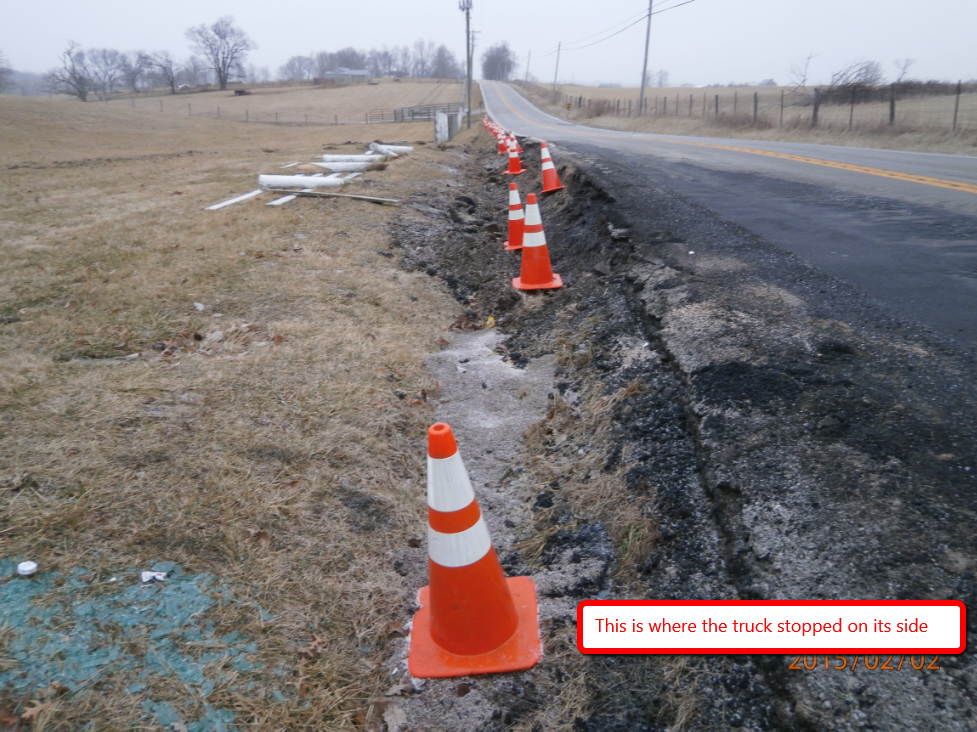 This is where the truck stopped on its side
2015/02/02